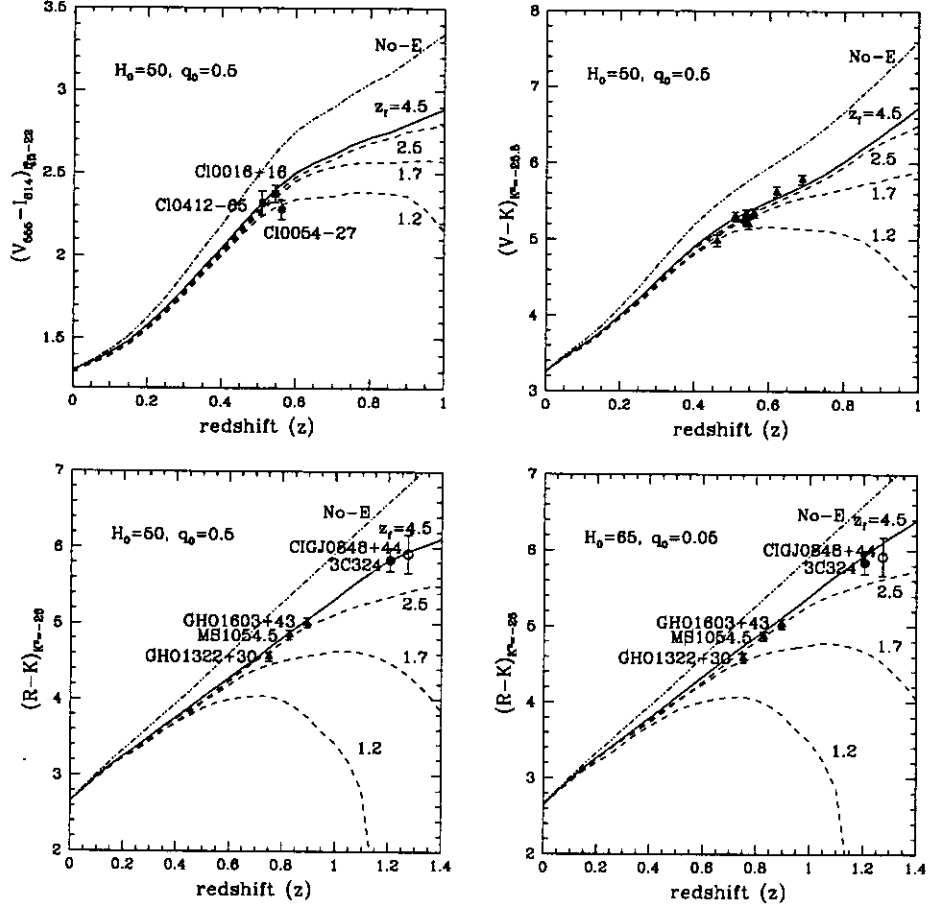 3.5
3
2.5
2
1.5
(V₅₅₅−I₈₁₄)
H₀=50, q₀=0.5
No−E
z_f=4.5
2.5
1.7
1.2
Cl0016+16
Cl0412−65
Cl0054−27
0 0.2 0.4 0.6 0.8 1
redshift (z)
8
7
6
5
4
3
(V−K)
H₀=50, q₀=0.5
No−E
z_f=4.5
2.5
1.7
1.2
0 0.2 0.4 0.6 0.8 1
redshift (z)
7
6
5
4
3
2
(R−K)
H₀=50, q₀=0.5
No−E
z_f=4.5
ClGJ0848+44
3C324
2.5
GHO1603+43
MS1054.5
GHO1322+30
1.7
1.2
0 0.2 0.4 0.6 0.8 1 1.2 1.4
redshift (z)
7
6
5
4
3
2
(R−K)
H₀=65, q₀=0.05
No−E
z_f=4.5
ClGJ0848+44
3C324
2.5
GHO1603+43
MS1054.5
GHO1322+30
1.7
1.2
0 0.2 0.4 0.6 0.8 1 1.2 1.4
redshift (z)